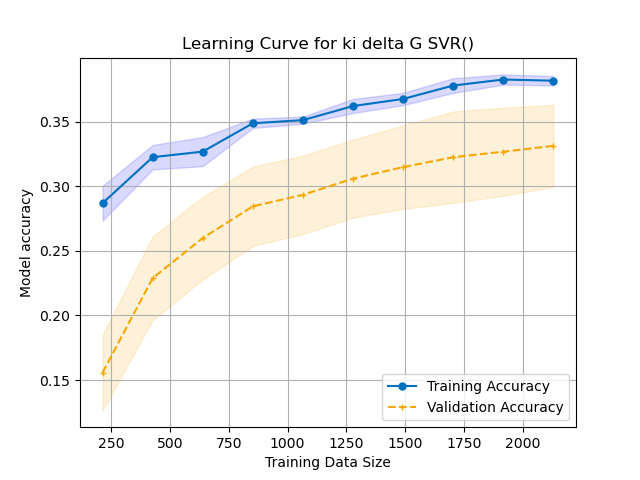 Learning Curve for ki delta G SVR()
Model accuracy
0.35
0.30
0.25
0.20
0.15
Training Accuracy
Validation Accuracy
250 500 750 1000 1250 1500 1750 2000
Training Data Size